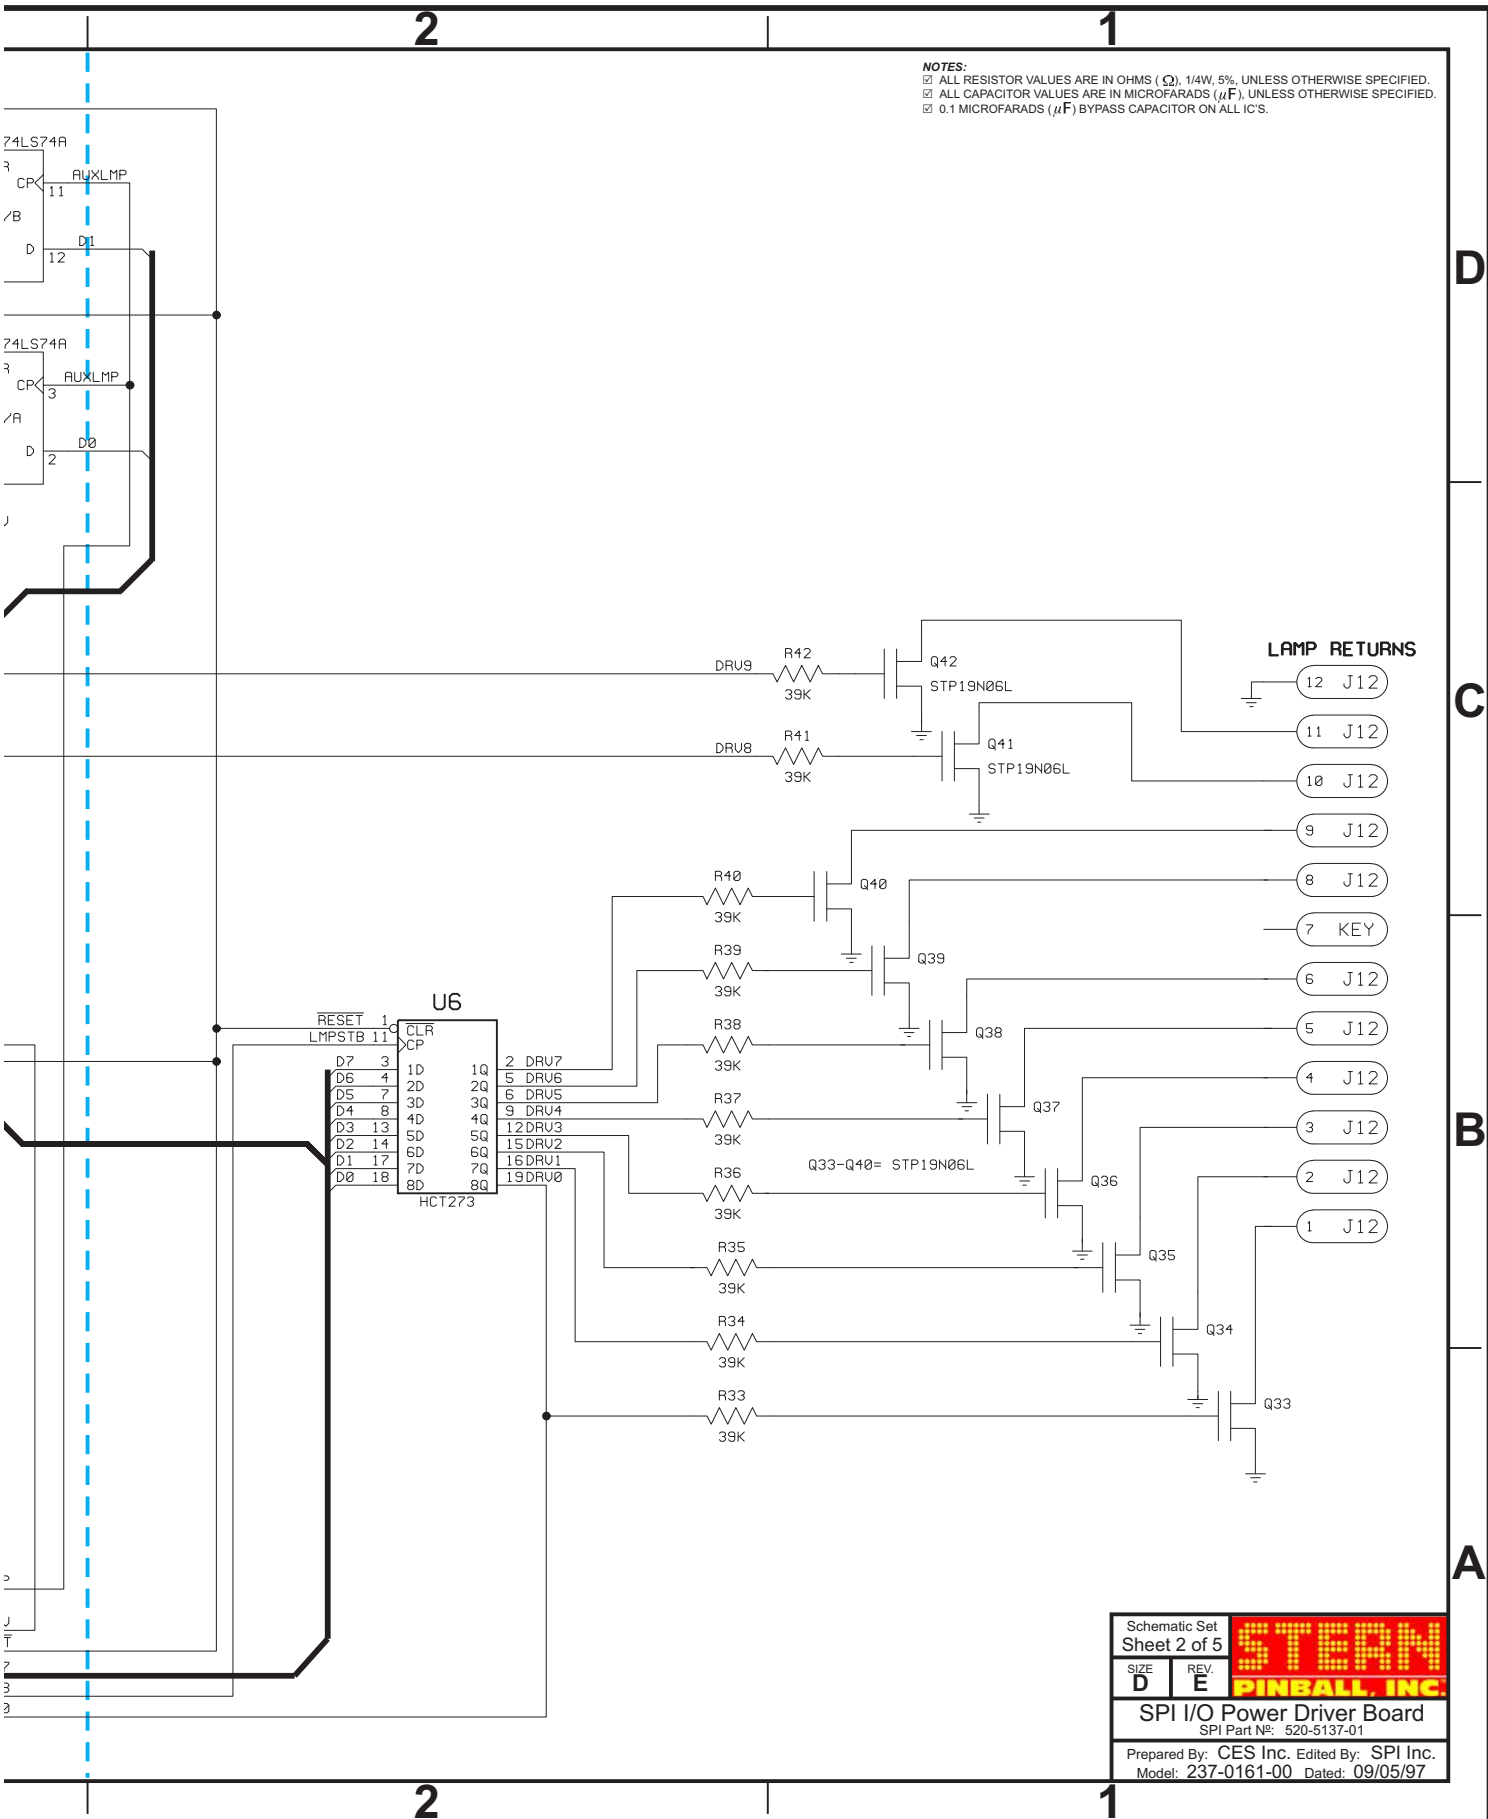 2
1
NOTES:
☑ ALL RESISTOR VALUES ARE IN OHMS ( Ω), 1/4W, 5%, UNLESS OTHERWISE SPECIFIED.
☑ ALL CAPACITOR VALUES ARE IN MICROFARADS (μF), UNLESS OTHERWISE SPECIFIED.
☑ 0.1 MICROFARADS (μF) BYPASS CAPACITOR ON ALL IC'S.
74LS74A
R
CP
11
AUXLMP
/B
D
12
D1
D
74LS74A
R
CP
3
AUXLMP
/A
D
2
D0
LAMP RETURNS
DRV9
R42
39K
Q42
STP19N06L
12 J12
C
11 J12
DRV8
R41
39K
Q41
STP19N06L
10 J12
9 J12
R40
39K
Q40
8 J12
7 KEY
R39
39K
Q39
6 J12
U6
RESET 1
CLR
LMPSTB 11
CP
R38
39K
Q38
5 J12
D7 3 1D 1Q 2 DRV7
D6 4 2D 2Q 5 DRV6
D5 7 3D 3Q 6 DRV5
D4 8 4D 4Q 9 DRV4
D3 13 5D 5Q 12 DRV3
D2 14 6D 6Q 15 DRV2
D1 17 7D 7Q 16 DRV1
D0 18 8D 8Q 19 DRV0
HCT273
4 J12
R37
39K
Q37
3 J12
B
Q33-Q40= STP19N06L
R36
39K
Q36
2 J12
1 J12
R35
39K
Q35
R34
39K
Q34
R33
39K
Q33
A
Schematic Set
Sheet 2 of 5
SIZE
D
REV.
E
STERN
PINBALL, INC.
SPI I/O Power Driver Board
SPI Part Nº: 520-5137-01
Prepared By: CES Inc. Edited By: SPI Inc.
Model: 237-0161-00 Dated: 09/05/97
2
1